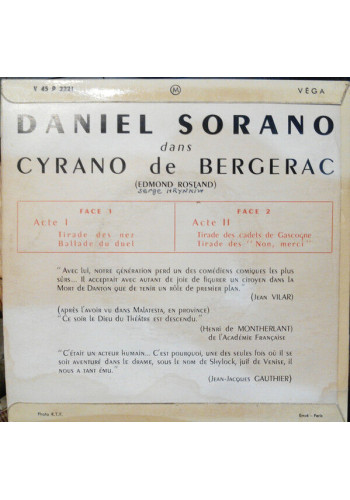 V 45 P 2221
M
VÉGA
DANIEL SORANO
dans
CYRANO de BERGERAC
(EDMOND ROSTAND)
SERGE
FACE 1
Acte I
Tirade des nez
Ballade du duel
FACE 2
Acte II
Tirade des cadets de Gascogne
Tirade des "Non, merci"
"Avec lui, notre génération perd un des comédiens comiques les plus
sûrs... Il acceptait avec autant de joie de figurer un citoyen dans la
Mort de Danton que de tenir un rôle de premier plan."
(Jean VILAR)
(après l'avoir vu dans Malatesta, en province)
"Ce soir le Dieu du Théâtre est descendu."
(Henri de MONTHERLANT)
de l'Académie Française
"C'était un acteur humain... C'est pourquoi, une des seules fois où il se
soit aventuré dans le drame, sous le nom de Shylock, juif de Venise, il
nous a tant ému."
(Jean-Jacques GAUTHIER)
Photo R.T.F.
- Paris